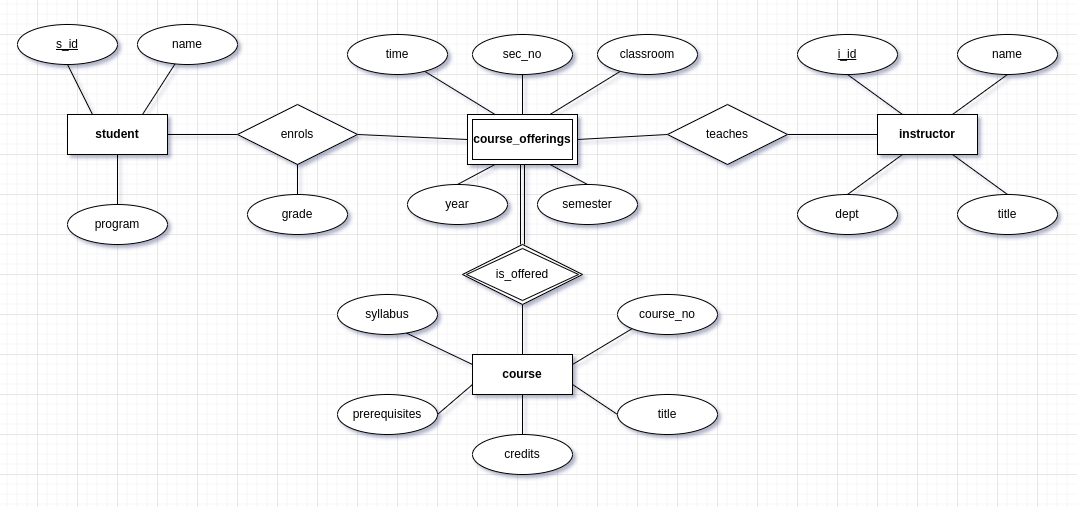 s_id
name
time
sec_no
classroom
i_id
name
student
enrols
course_offerings
teaches
instructor
program
grade
year
semester
dept
title
is_offered
syllabus
course_no
course
prerequisites
title
credits